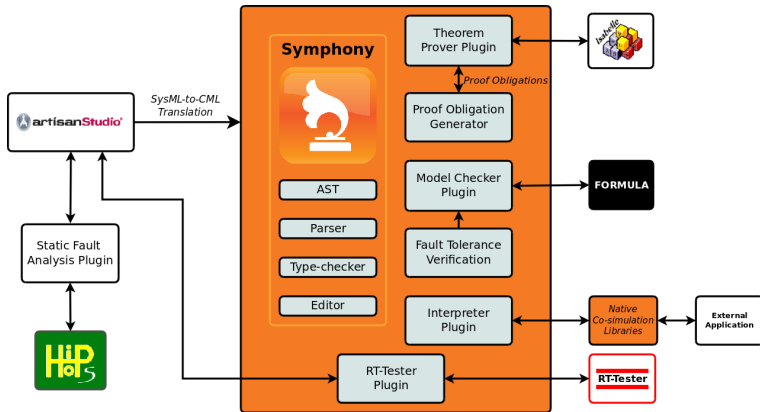 SysML-to-CML
Translation
artisanStudio®
Static Fault
Analysis Plugin
HiP
HOPS
Symphony
AST
Parser
Type-checker
Editor
Theorem
Prover Plugin
Proof Obligations
Proof Obligation
Generator
Model Checker
Plugin
Fault Tolerance
Verification
Interpreter
Plugin
RT-Tester
Plugin
Isabelle
FORMULA
Native
Co-simulation
Libraries
External
Application
RT-Tester